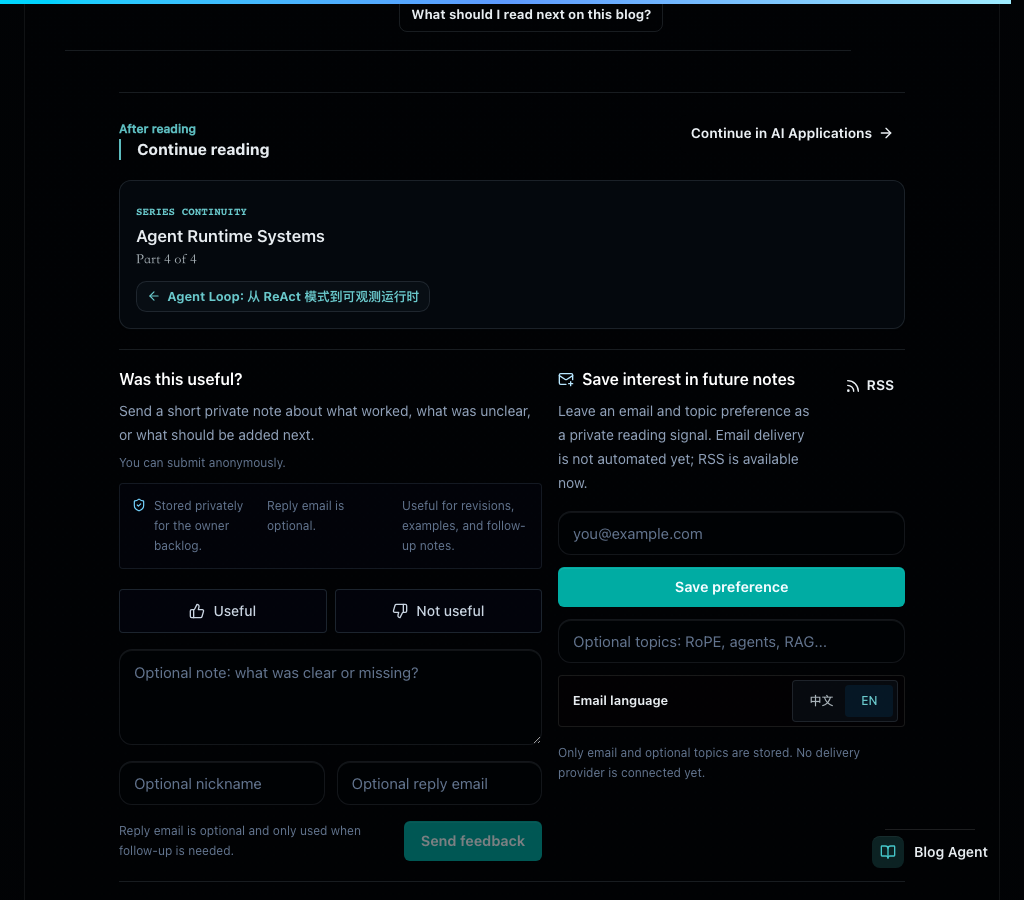 What should I read next on this blog?
After reading
Continue reading
Continue in AI Applications
SERIES CONTINUITY
Agent Runtime Systems
Part 4 of 4
Agent Loop: 从 ReAct 模式到可观测运行时
Was this useful?
Send a short private note about what worked, what was unclear,
or what should be added next.
You can submit anonymously.
Stored privately
for the owner
backlog.
Reply email is
optional.
Useful for revisions,
examples, and follow-
up notes.
Useful
Not useful
Optional note: what was clear or missing?
Optional nickname
Optional reply email
Reply email is optional and only used when
follow-up is needed.
Send feedback
Save interest in future notes
RSS
Leave an email and topic preference as
a private reading signal. Email delivery
is not automated yet; RSS is available
now.
you@example.com
Save preference
Optional topics: RoPE, agents, RAG...
Email language
中文
EN
Only email and optional topics are stored. No delivery
provider is connected yet.
Blog Agent